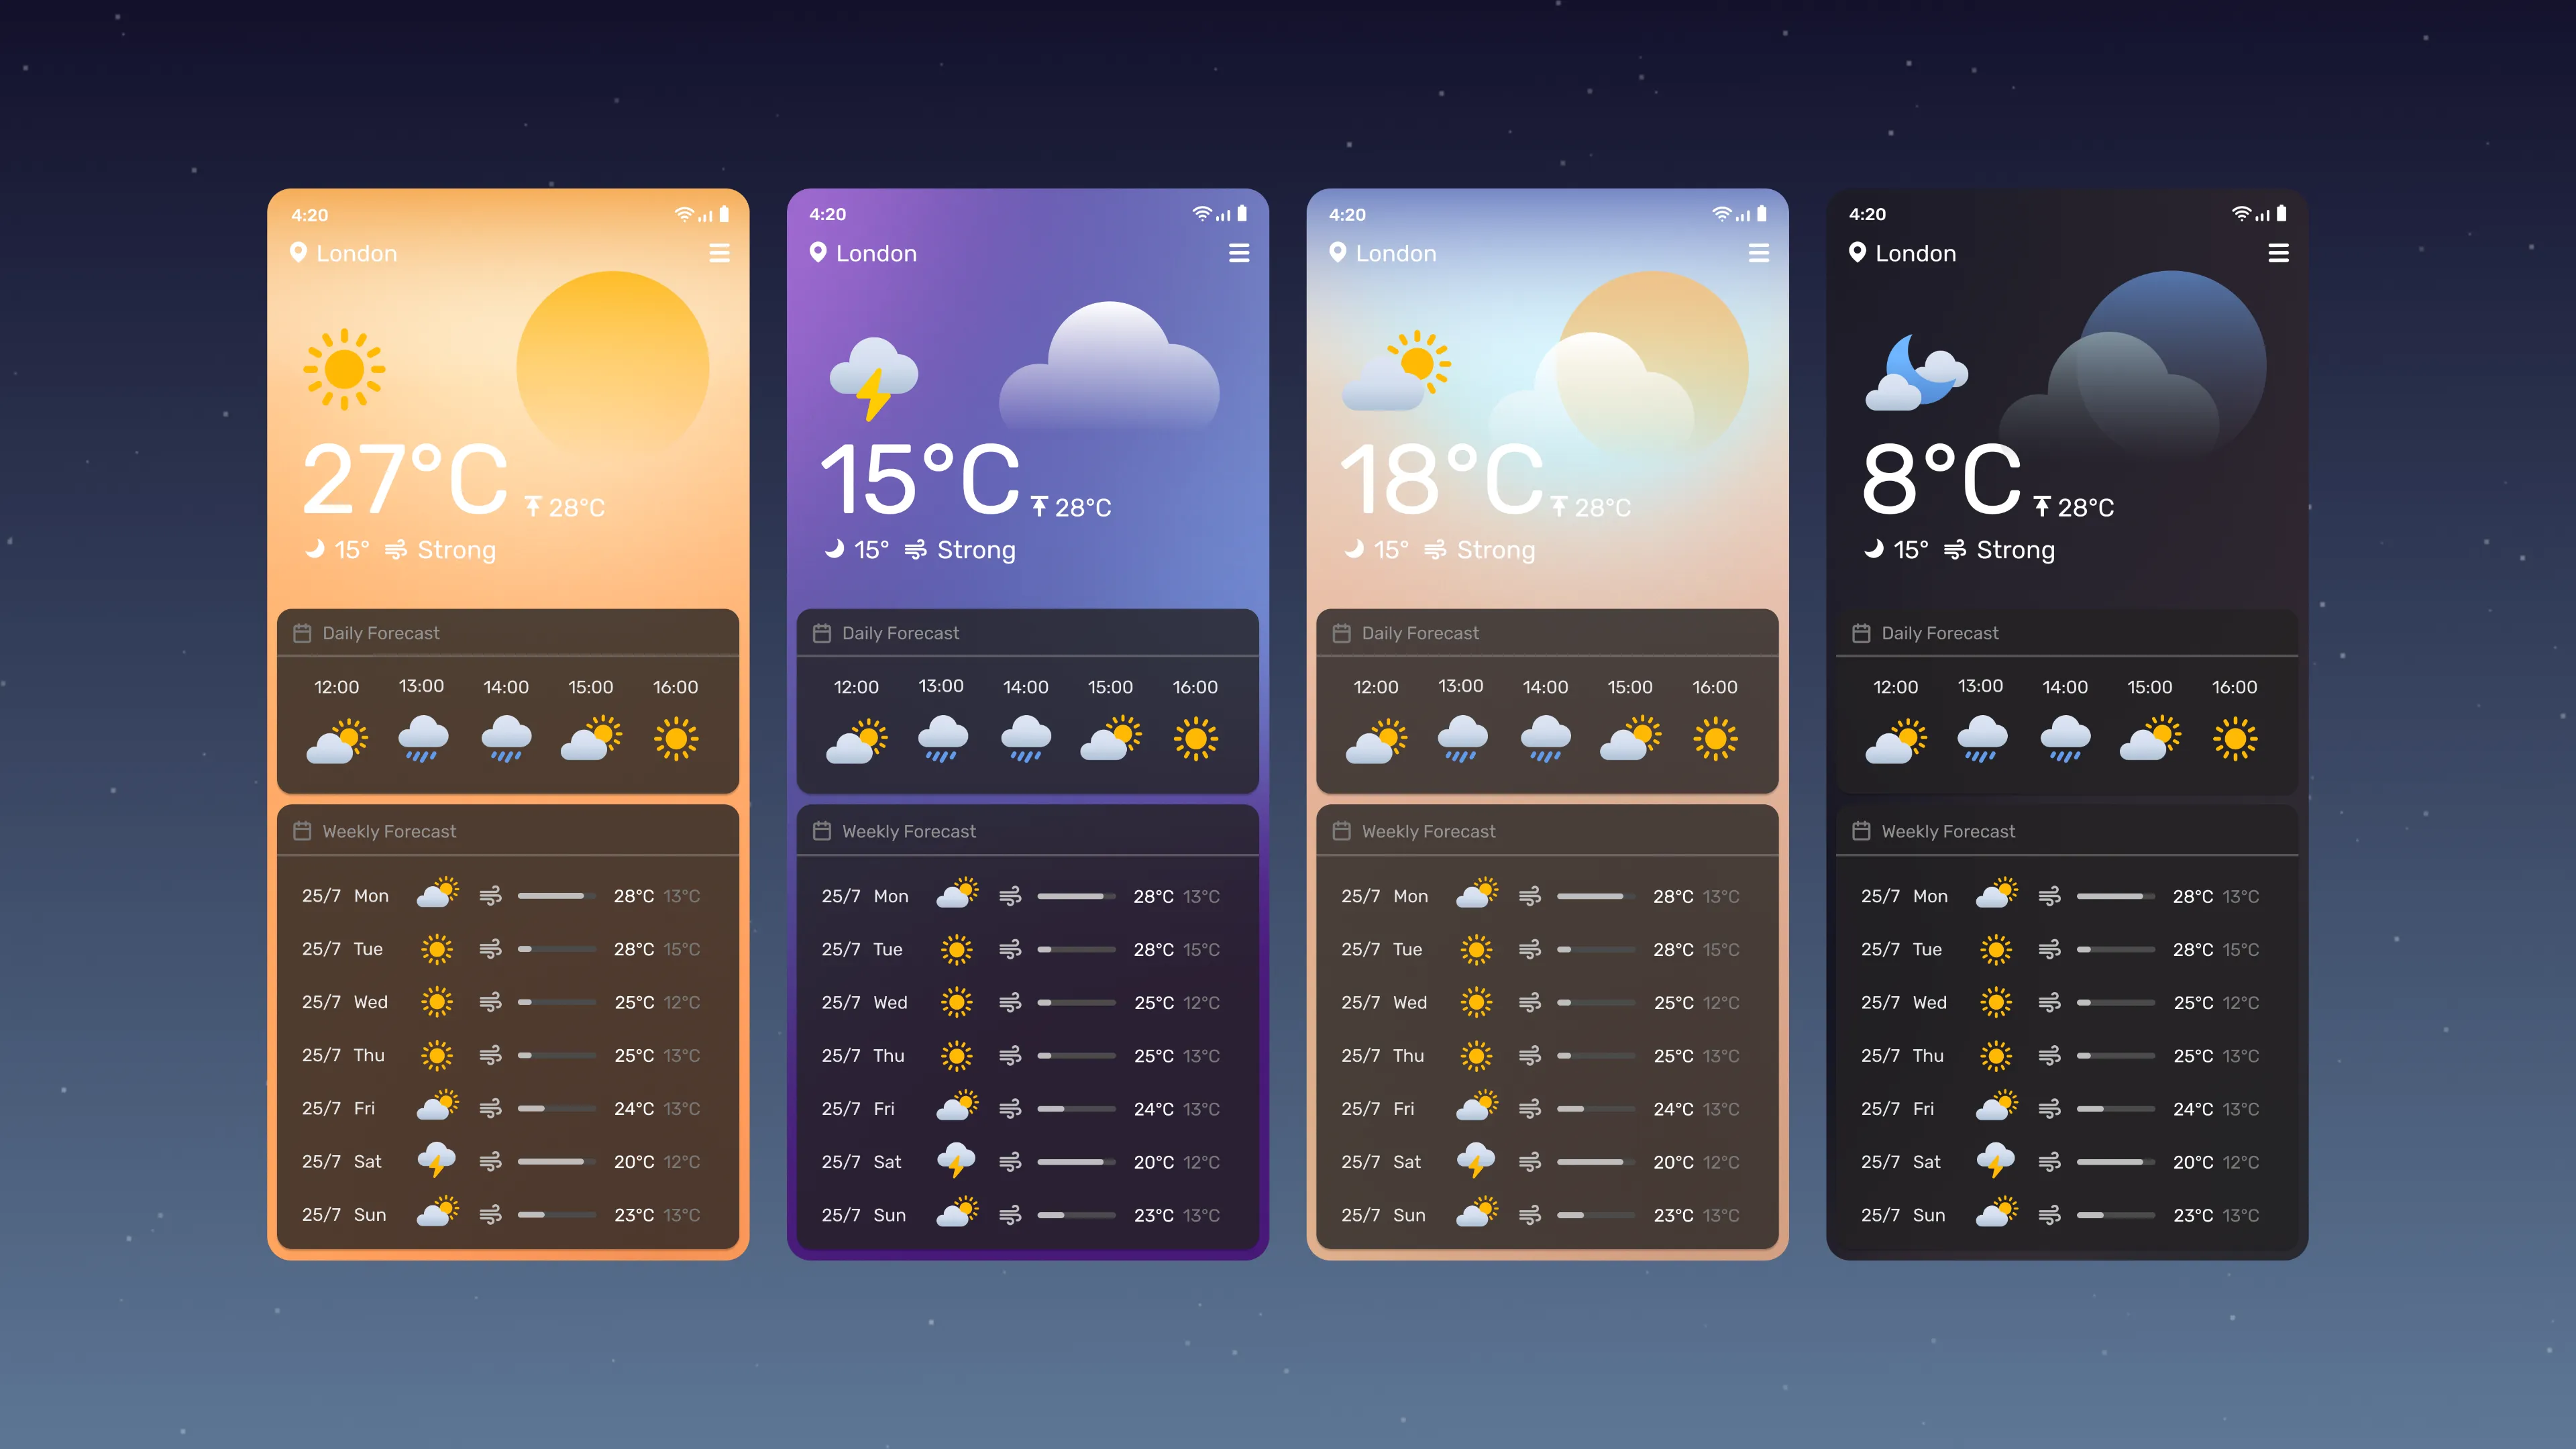 4:20
London
27°C 28°C
15° Strong
Daily Forecast
12:00 13:00 14:00 15:00 16:00
Weekly Forecast
25/7 Mon 28°C 13°C
25/7 Tue 28°C 15°C
25/7 Wed 25°C 12°C
25/7 Thu 25°C 13°C
25/7 Fri 24°C 13°C
25/7 Sat 20°C 12°C
25/7 Sun 23°C 13°C
4:20
London
15°C 28°C
15° Strong
Daily Forecast
12:00 13:00 14:00 15:00 16:00
Weekly Forecast
25/7 Mon 28°C 13°C
25/7 Tue 28°C 15°C
25/7 Wed 25°C 12°C
25/7 Thu 25°C 13°C
25/7 Fri 24°C 13°C
25/7 Sat 20°C 12°C
25/7 Sun 23°C 13°C
4:20
London
18°C 28°C
15° Strong
Daily Forecast
12:00 13:00 14:00 15:00 16:00
Weekly Forecast
25/7 Mon 28°C 13°C
25/7 Tue 28°C 15°C
25/7 Wed 25°C 12°C
25/7 Thu 25°C 13°C
25/7 Fri 24°C 13°C
25/7 Sat 20°C 12°C
25/7 Sun 23°C 13°C
4:20
London
8°C 28°C
15° Strong
Daily Forecast
12:00 13:00 14:00 15:00 16:00
Weekly Forecast
25/7 Mon 28°C 13°C
25/7 Tue 28°C 15°C
25/7 Wed 25°C 12°C
25/7 Thu 25°C 13°C
25/7 Fri 24°C 13°C
25/7 Sat 20°C 12°C
25/7 Sun 23°C 13°C